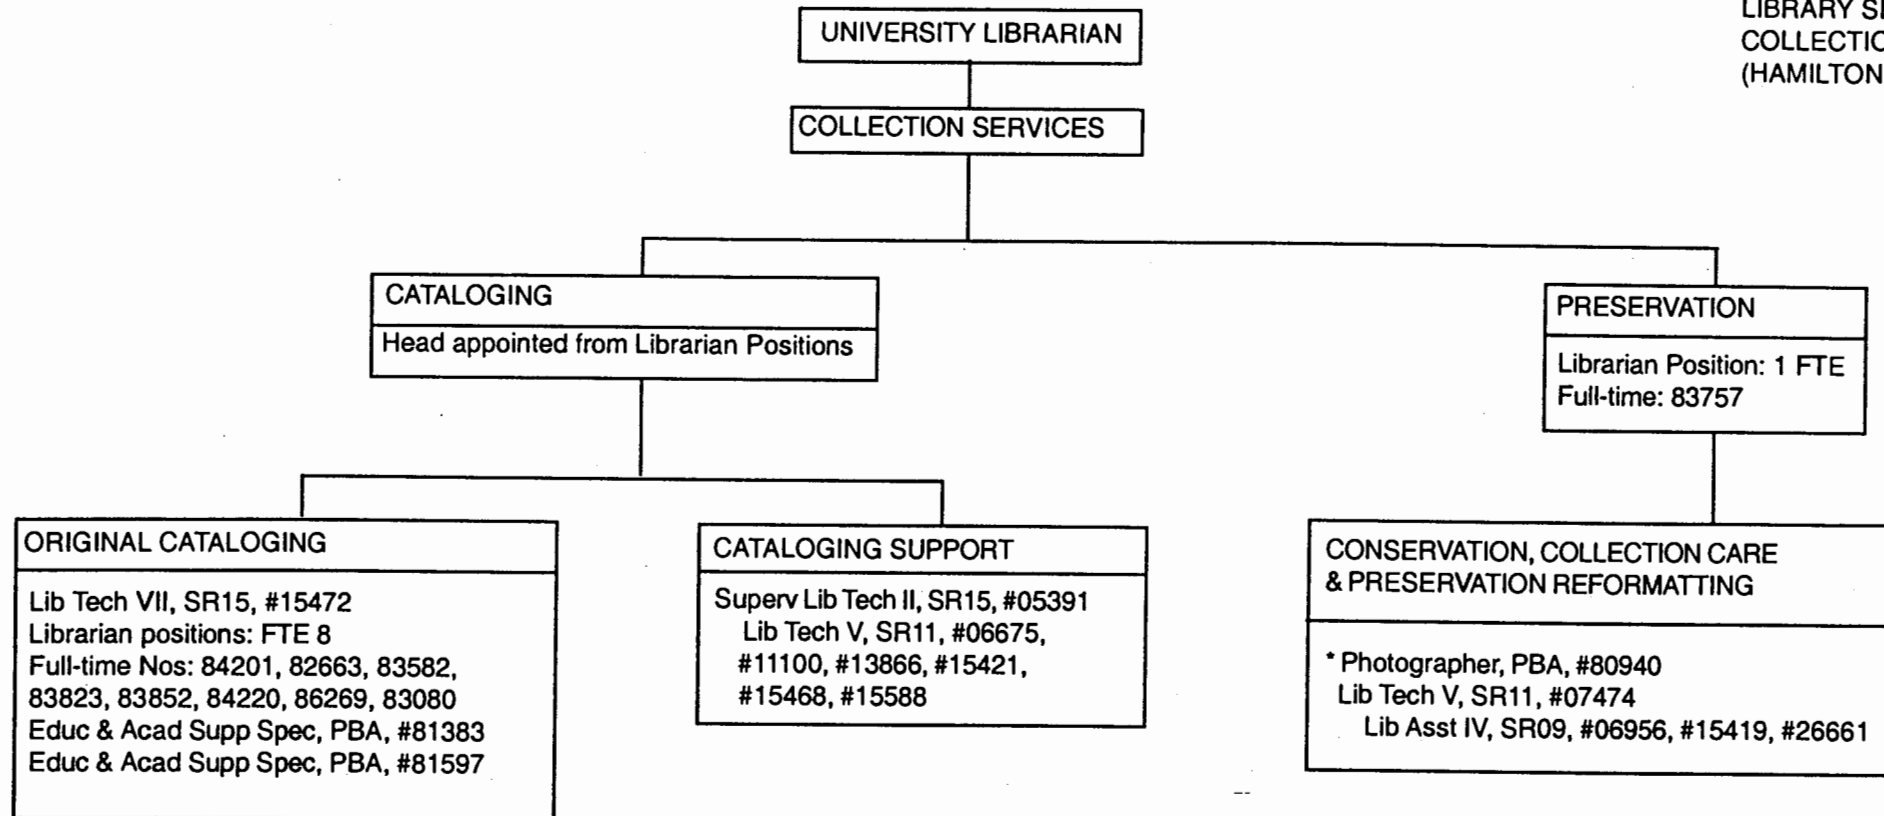 LIBRARY
COLLECTIO
(HAMILTON
UNIVERSITY LIBRARIAN
COLLECTION SERVICES
CATALOGING
Head appointed from Librarian Positions
PRESERVATION
Librarian Position: 1 FTE
Full-time: 83757
ORIGINAL CATALOGING
Lib Tech VII, SR15, #15472
Librarian positions: FTE 8
Full-time Nos: 84201, 82663, 83582,
83823, 83852, 84220, 86269, 83080
Educ & Acad Supp Spec, PBA, #81383
Educ & Acad Supp Spec, PBA, #81597
CATALOGING SUPPORT
Superv Lib Tech II, SR15, #05391
Lib Tech V, SR11, #06675,
#11100, #13866, #15421,
#15468, #15588
CONSERVATION, COLLECTION CARE
& PRESERVATION REFORMATTING
* Photographer, PBA, #80940
Lib Tech V, SR11, #07474
Lib Asst IV, SR09, #06956, #15419, #26661